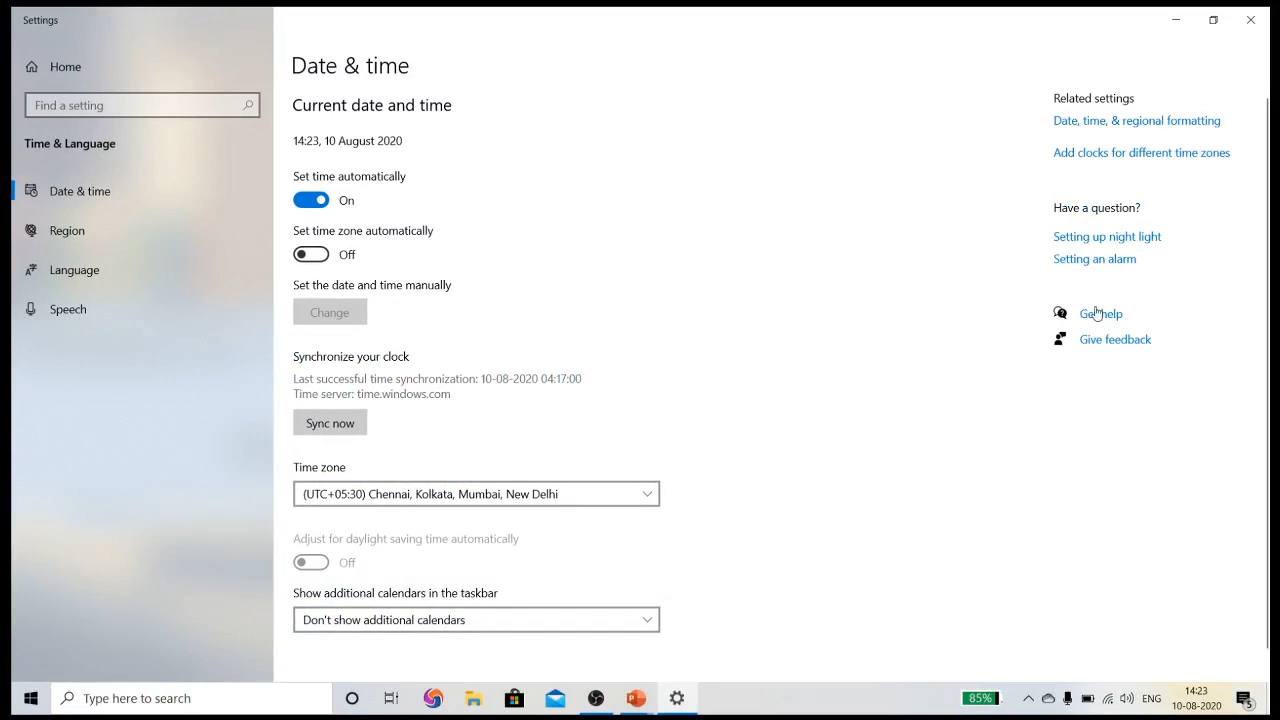 Settings
Home
Find a setting
Time & Language
Date & time
Region
Language
Speech
Date & time
Current date and time
14:23, 10 August 2020
Set time automatically
On
Set time zone automatically
Off
Set the date and time manually
Change
Synchronize your clock
Last successful time synchronization: 10-08-2020 04:17:00
Time server: time.windows.com
Sync now
Time zone
(UTC+05:30) Chennai, Kolkata, Mumbai, New Delhi
Adjust for daylight saving time automatically
Off
Show additional calendars in the taskbar
Don't show additional calendars
Related settings
Date, time, & regional formatting
Add clocks for different time zones
Have a question?
Setting up night light
Setting an alarm
Get help
Give feedback
Type here to search
85%
ENG
14:23
10-08-2020
5